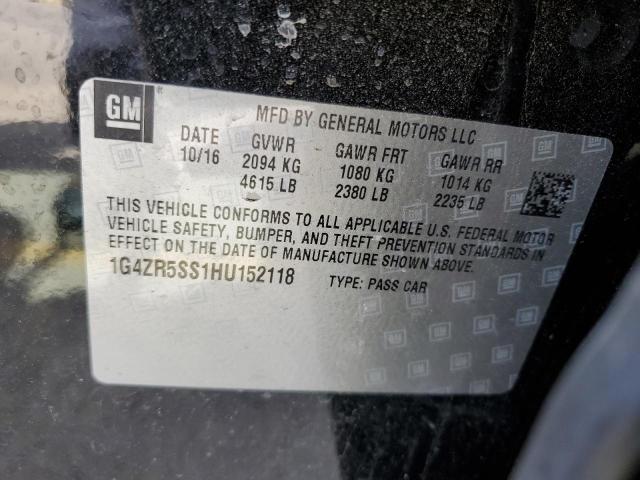 GM
MFD BY GENERAL MOTORS LLC
DATE GVWR GAWR FRT GAWR RR
10/16 2094 KG 1080 KG 1014 KG
4615 LB 2380 LB 2235 LB
THIS VEHICLE CONFORMS TO ALL APPLICABLE U.S. FEDERAL MOTOR
VEHICLE SAFETY, BUMPER, AND THEFT PREVENTION STANDARDS IN
EFFECT ON THE DATE OF MANUFACTURE SHOWN ABOVE.
1G4ZR5SS1HU152118 TYPE: PASS CAR